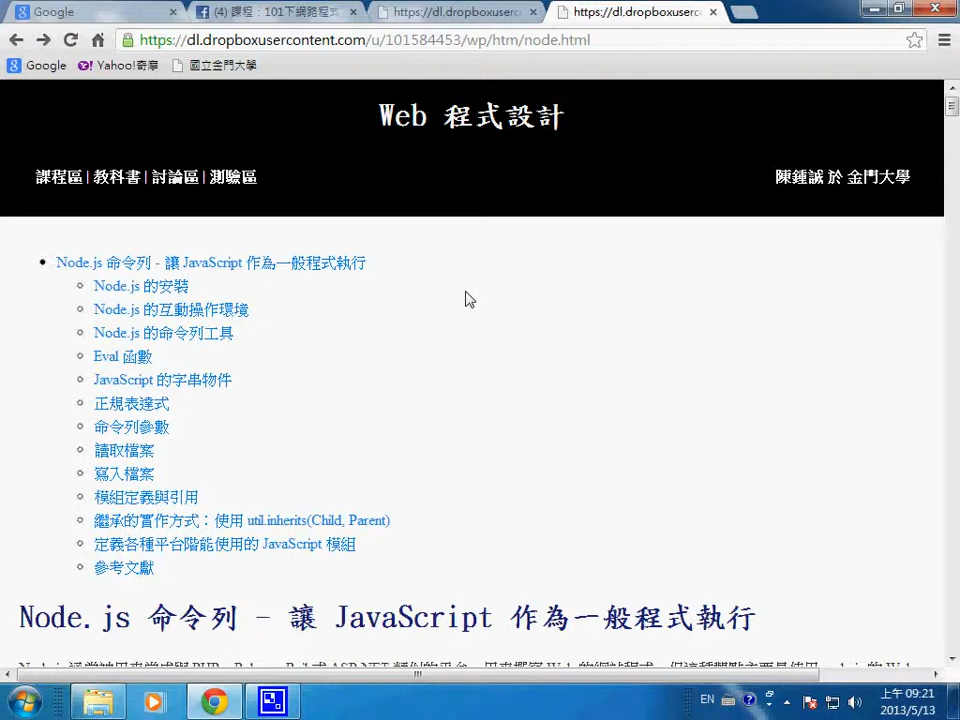 Google
(4) 課程：101下網路程式
https://dl.dropboxuserc
https://dl.dropboxuserc
https://dl.dropboxusercontent.com/u/101584453/wp/htm/node.html
Google
Yahoo!奇摩
國立金門大學
Web 程式設計
課程區 | 教科書 | 討論區 | 測驗區
陳鍾誠 於 金門大學
Node.js 命令列 - 讓 JavaScript 作為一般程式執行
Node.js 的安裝
Node.js 的互動操作環境
Node.js 的命令列工具
Eval 函數
JavaScript 的字串物件
正規表達式
命令列參數
讀取檔案
寫入檔案
模組定義與引用
繼承的實作方式：使用 util.inherits(Child, Parent)
定義各種平台階能使用的 JavaScript 模組
參考文獻
Node.js 命令列 - 讓 JavaScript 作為一般程式執行
EN
上午 09:21
2013/5/13